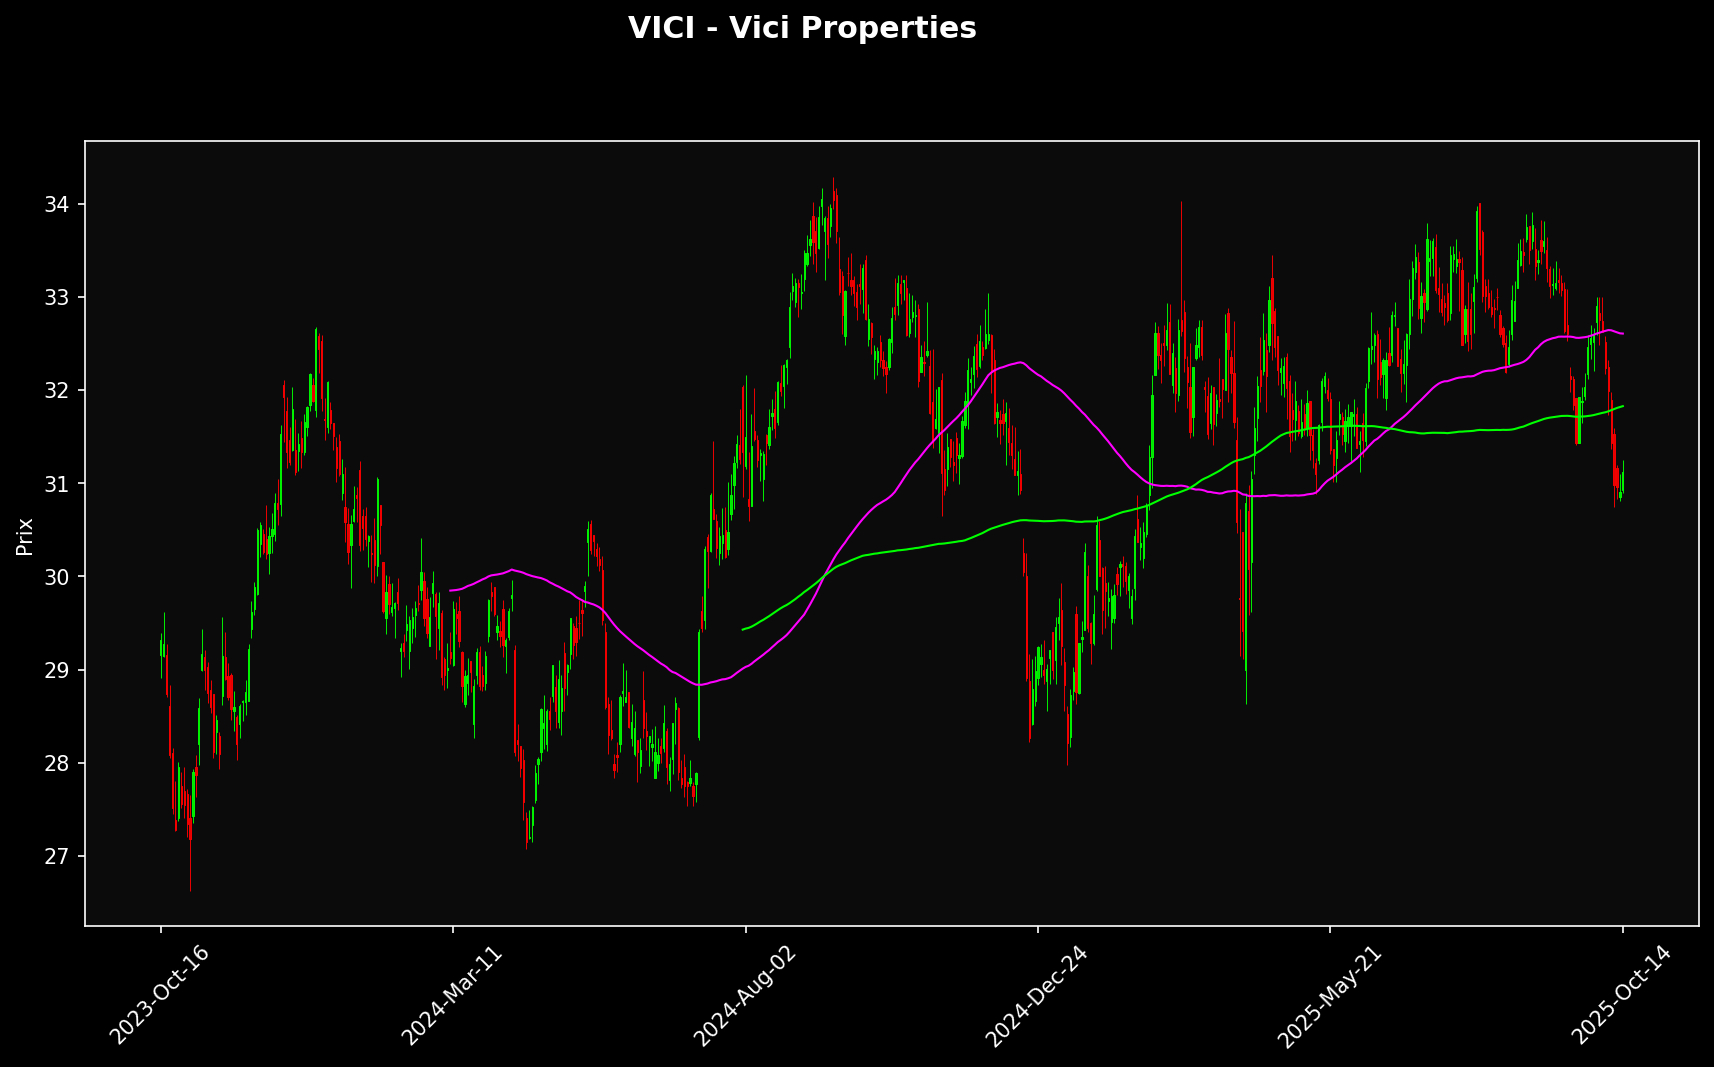 VICI - Vici Properties
Prix
34
33
32
31
30
29
28
27
2023-Oct-16
2024-Mar-11
2024-Aug-02
2024-Dec-24
2025-May-21
2025-Oct-14